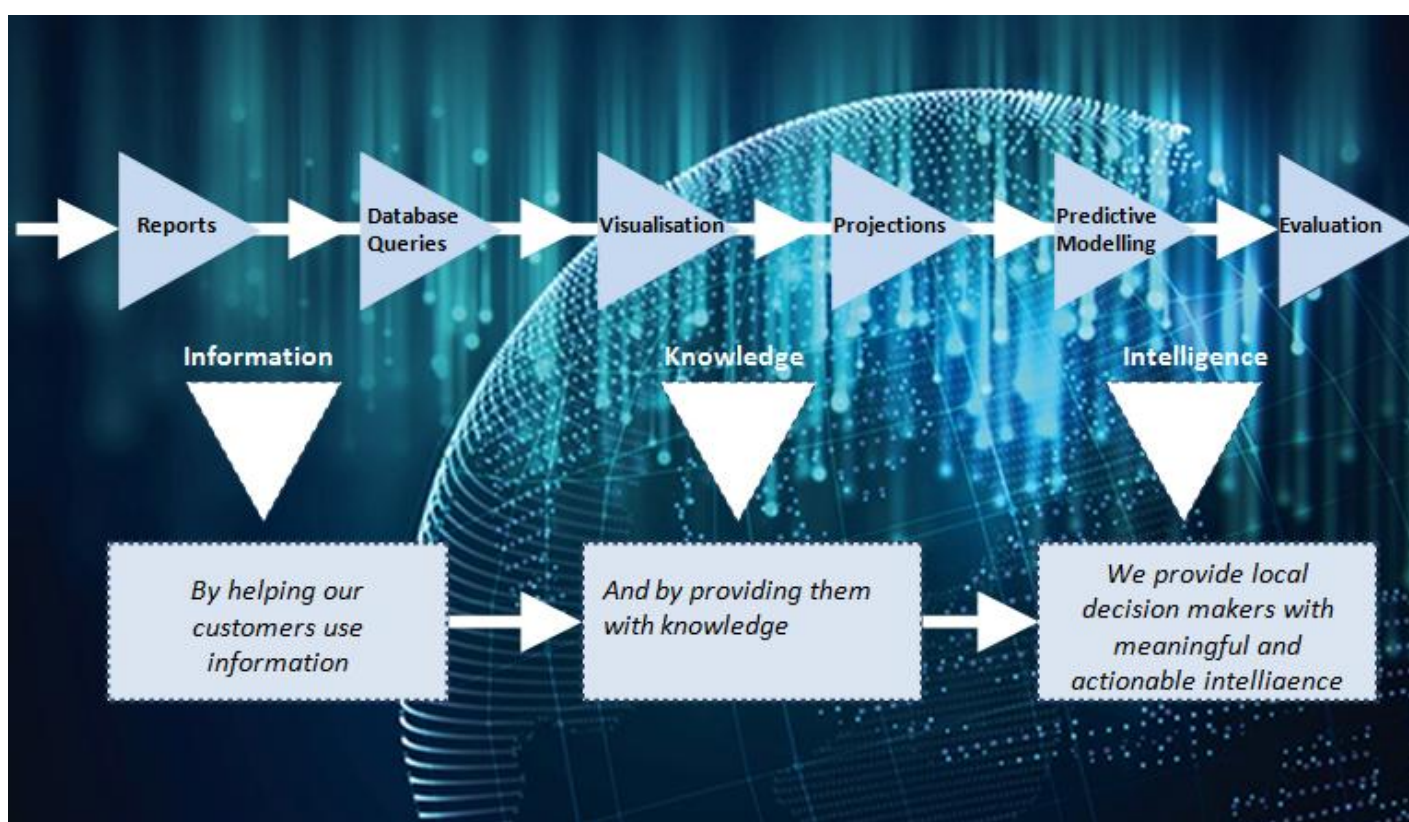 Reports
Database
Queries
Visualisation
Projections
Predictive
Modelling
Evaluation
Information
Knowledge
Intelligence
By helping our
customers use
information
And by providing them
with knowledge
We provide local
decision makers with
meaningful and
actionable intelligence